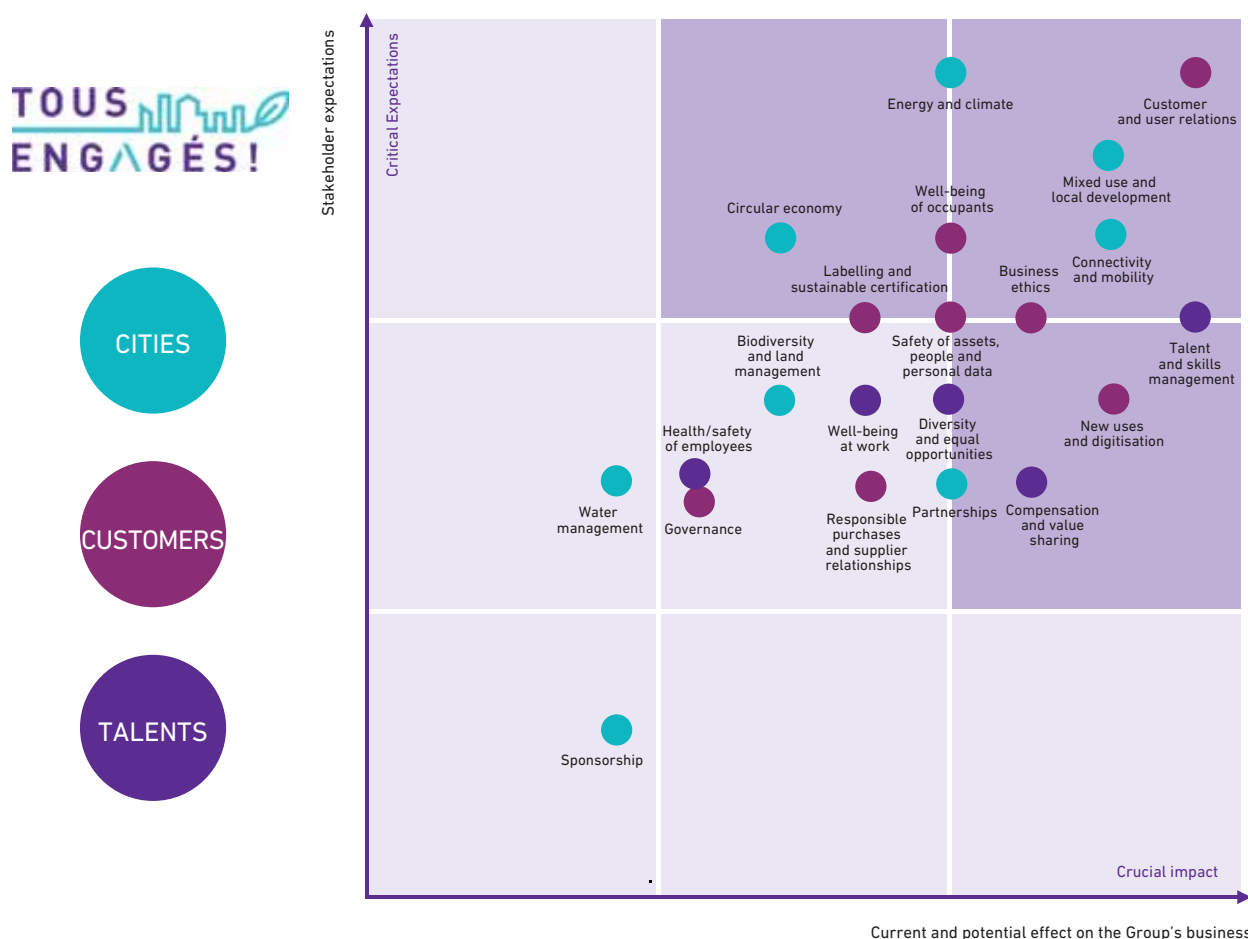 TOUS
ENGAGÉS!
CITIES
CUSTOMERS
TALENTS
Stakeholder expectations
Critical Expectations
Energy and climate
Customer
and user relations
Mixed use and
local development
Well-being
of occupants
Circular economy
Connectivity
and mobility
Labelling and
sustainable certification
Business
ethics
Biodiversity
and land
management
Safety of assets,
people and
personal data
Talent
and skills
management
Health/safety
of employees
Well-being
at work
Diversity
and equal
opportunities
New uses
and digitisation
Water
management
Governance
Responsible
purchases
and supplier
relationships
Partnerships
Compensation
and value
sharing
Sponsorship
Crucial impact
Current and potential effect on the Group's business